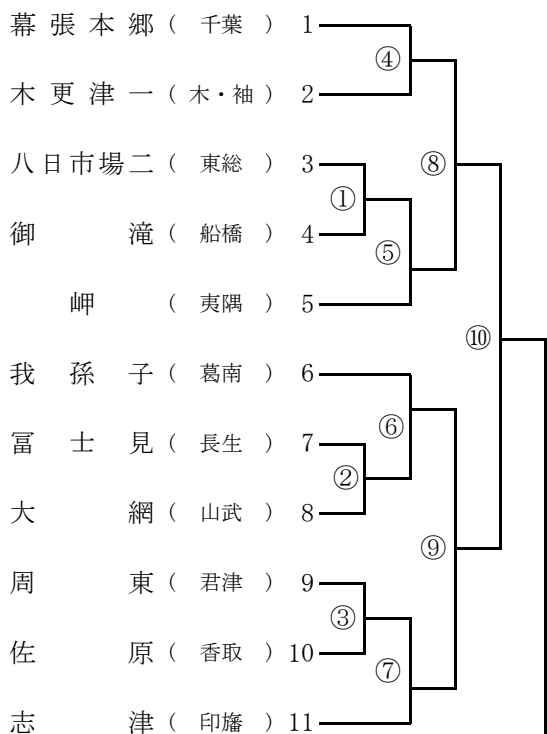 幕張本郷 ( 千葉 ) 1
④
木更津一 ( 木・袖 ) 2
八日市場二 ( 東総 ) 3
⑧
①
御滝 ( 船橋 ) 4
⑤
岬 ( 夷隅 ) 5
⑩
我孫子 ( 葛南 ) 6
⑥
冨士見 ( 長生 ) 7
②
大網 ( 山武 ) 8
⑨
周東 ( 君津 ) 9
③
佐原 ( 香取 ) 10
⑦
志津 ( 印旛 ) 11